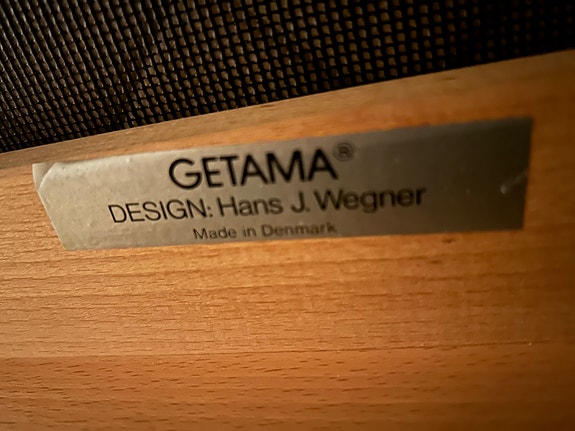 GETAMA®
DESIGN: Hans J. Wegner
Made in Denmark